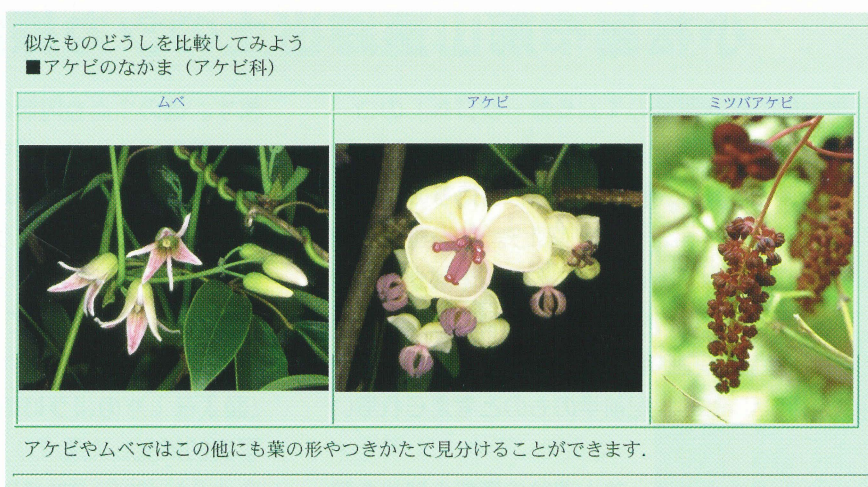 似たものどうしを比較してみよう
■アケビのなかま（アケビ科）
ムベ
アケビ
ミツバアケビ
アケビやムベではこの他にも葉の形やつきかたで見分けることができます.